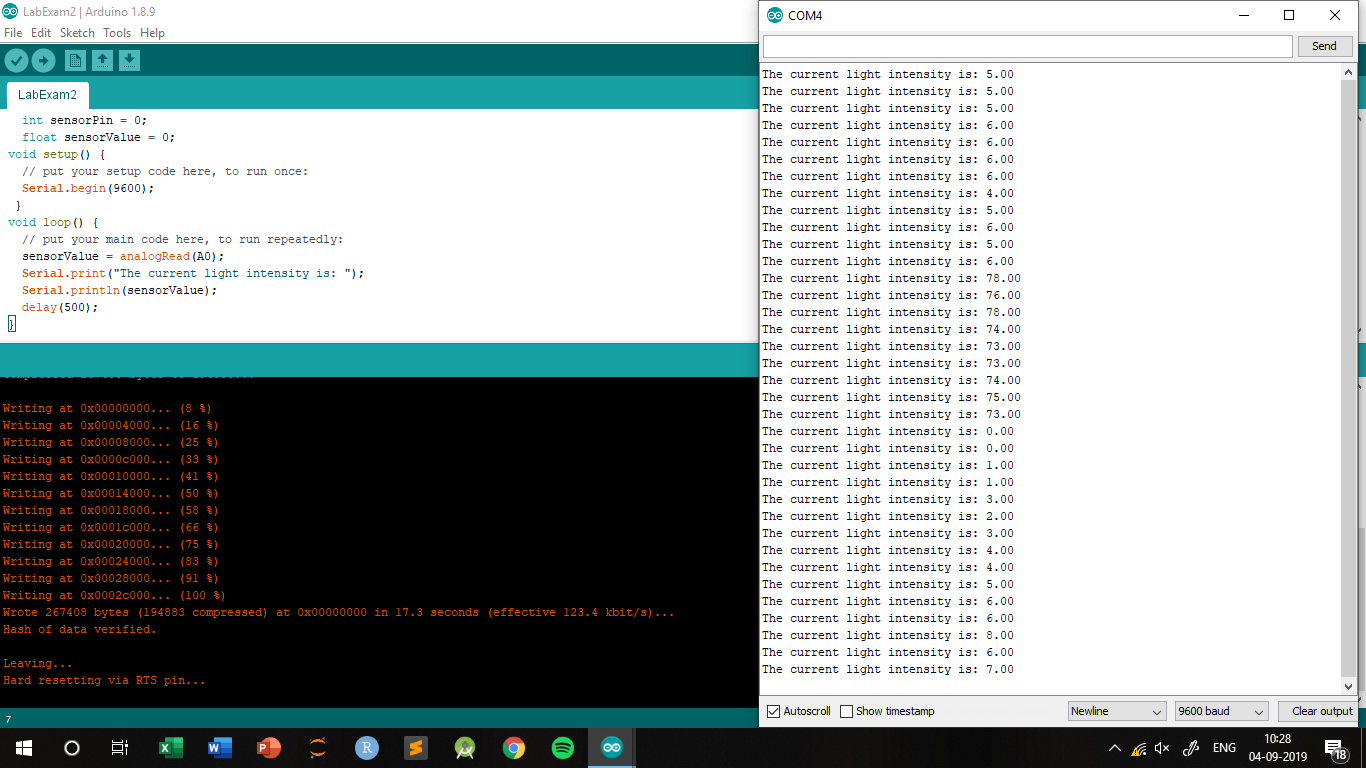 LabExam2 | Arduino 1.8.9
File Edit Sketch Tools Help
LabExam2
int sensorPin = 0;
float sensorValue = 0;
void setup() {
// put your setup code here, to run once:
Serial.begin(9600);
}
void loop() {
// put your main code here, to run repeatedly:
sensorValue = analogRead(A0);
Serial.print("The current light intensity is: ");
Serial.println(sensorValue);
delay(500);
}
Writing at 0x00000000... (8 %)
Writing at 0x00004000... (16 %)
Writing at 0x00008000... (25 %)
Writing at 0x0000c000... (33 %)
Writing at 0x00010000... (41 %)
Writing at 0x00014000... (50 %)
Writing at 0x00018000... (58 %)
Writing at 0x0001c000... (66 %)
Writing at 0x00020000... (75 %)
Writing at 0x00024000... (83 %)
Writing at 0x00028000... (91 %)
Writing at 0x0002c000... (100 %)
Wrote 267408 bytes (194883 compressed) at 0x00000000 in 17.3 seconds (effective 123.4 kbit/s)...
Hash of data verified.
Leaving...
Hard resetting via RTS pin...
7
COM4
Send
The current light intensity is: 5.00
The current light intensity is: 5.00
The current light intensity is: 5.00
The current light intensity is: 6.00
The current light intensity is: 6.00
The current light intensity is: 6.00
The current light intensity is: 6.00
The current light intensity is: 4.00
The current light intensity is: 5.00
The current light intensity is: 6.00
The current light intensity is: 5.00
The current light intensity is: 6.00
The current light intensity is: 78.00
The current light intensity is: 76.00
The current light intensity is: 78.00
The current light intensity is: 74.00
The current light intensity is: 73.00
The current light intensity is: 73.00
The current light intensity is: 74.00
The current light intensity is: 75.00
The current light intensity is: 73.00
The current light intensity is: 0.00
The current light intensity is: 0.00
The current light intensity is: 1.00
The current light intensity is: 1.00
The current light intensity is: 3.00
The current light intensity is: 2.00
The current light intensity is: 3.00
The current light intensity is: 4.00
The current light intensity is: 4.00
The current light intensity is: 5.00
The current light intensity is: 6.00
The current light intensity is: 6.00
The current light intensity is: 8.00
The current light intensity is: 6.00
The current light intensity is: 7.00
Autoscroll Show timestamp Newline 9600 baud Clear output
ENG
10:28
04-09-2019
18